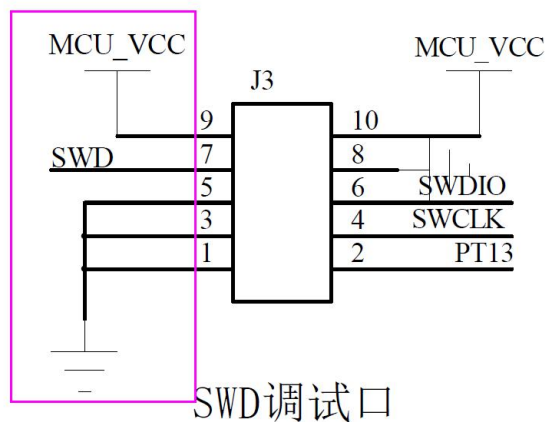 MCU_VCC MCU_VCC
J3
9 10
SWD 7 8
5 6 SWDIO
3 4 SWCLK
1 2 PT13
SWD调试口